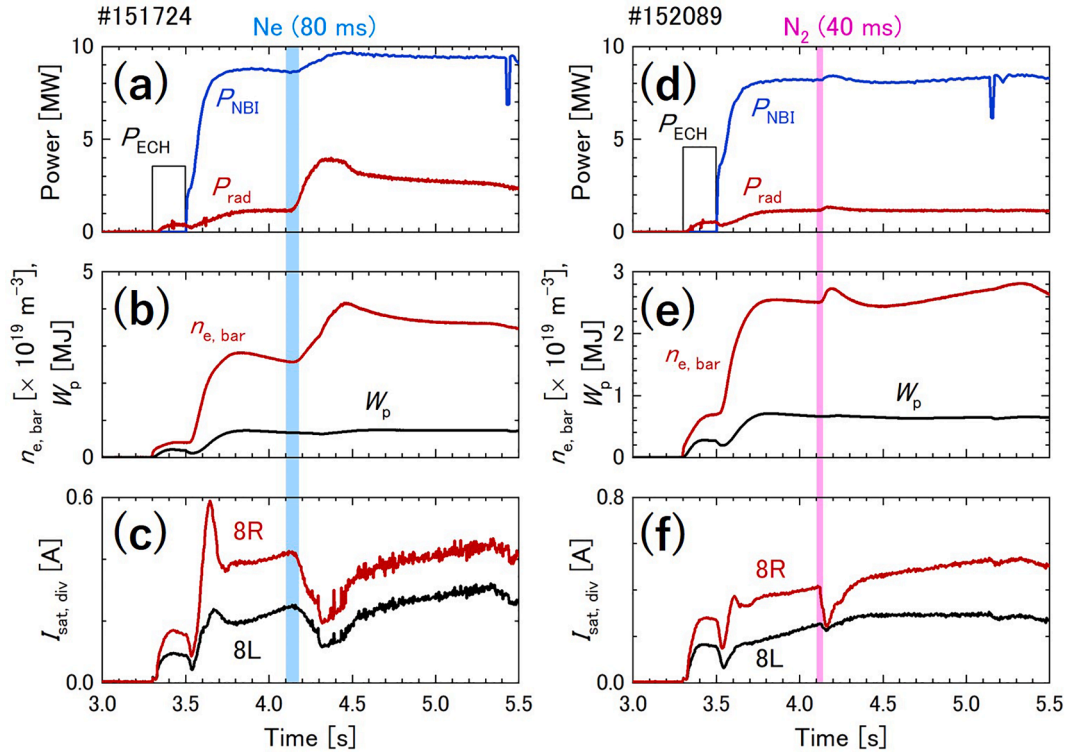 #151724
Ne (80 ms)
(a)
Power [MW]
10
5
0
P_NBI
P_ECH
P_rad
(b)
n_e, bar [× 10^19 m^−3],
W_p [MJ]
5
0
n_e, bar
W_p
(c)
I_sat, div [A]
0.6
0.0
8R
8L
3.0 3.5 4.0 4.5 5.0 5.5
Time [s]
#152089
N₂ (40 ms)
(d)
Power [MW]
10
5
0
P_NBI
P_ECH
P_rad
(e)
n_e, bar [× 10^19 m^−3],
W_p [MJ]
3
2
1
0
n_e, bar
W_p
(f)
I_sat, div [A]
0.8
0.0
8R
8L
3.0 3.5 4.0 4.5 5.0 5.5
Time [s]